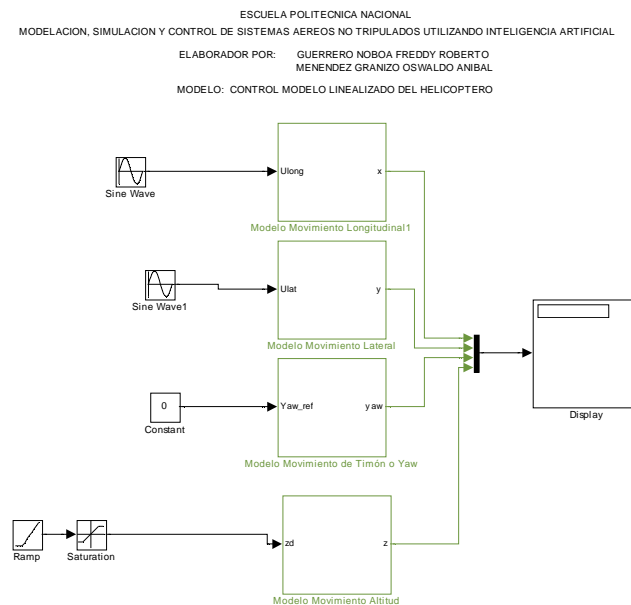 ESCUELA POLITECNICA NACIONAL
MODELACION, SIMULACION Y CONTROL DE SISTEMAS AEREOS NO TRIPULADOS UTILIZANDO INTELIGENCIA ARTIFICIAL
ELABORADOR POR: GUERRERO NOBOA FREDDY ROBERTO
MENENDEZ GRANIZO OSWALDO ANIBAL
MODELO: CONTROL MODELO LINEALIZADO DEL HELICOPTERO
Sine Wave
Ulong x
Modelo Movimiento Longitudinal1
Sine Wave1
Ulat y
Modelo Movimiento Lateral
0
Constant
Yaw_ref yaw
Modelo Movimiento de Timón o Yaw
Display
Ramp
Saturation
zd z
Modelo Movimiento Altitud